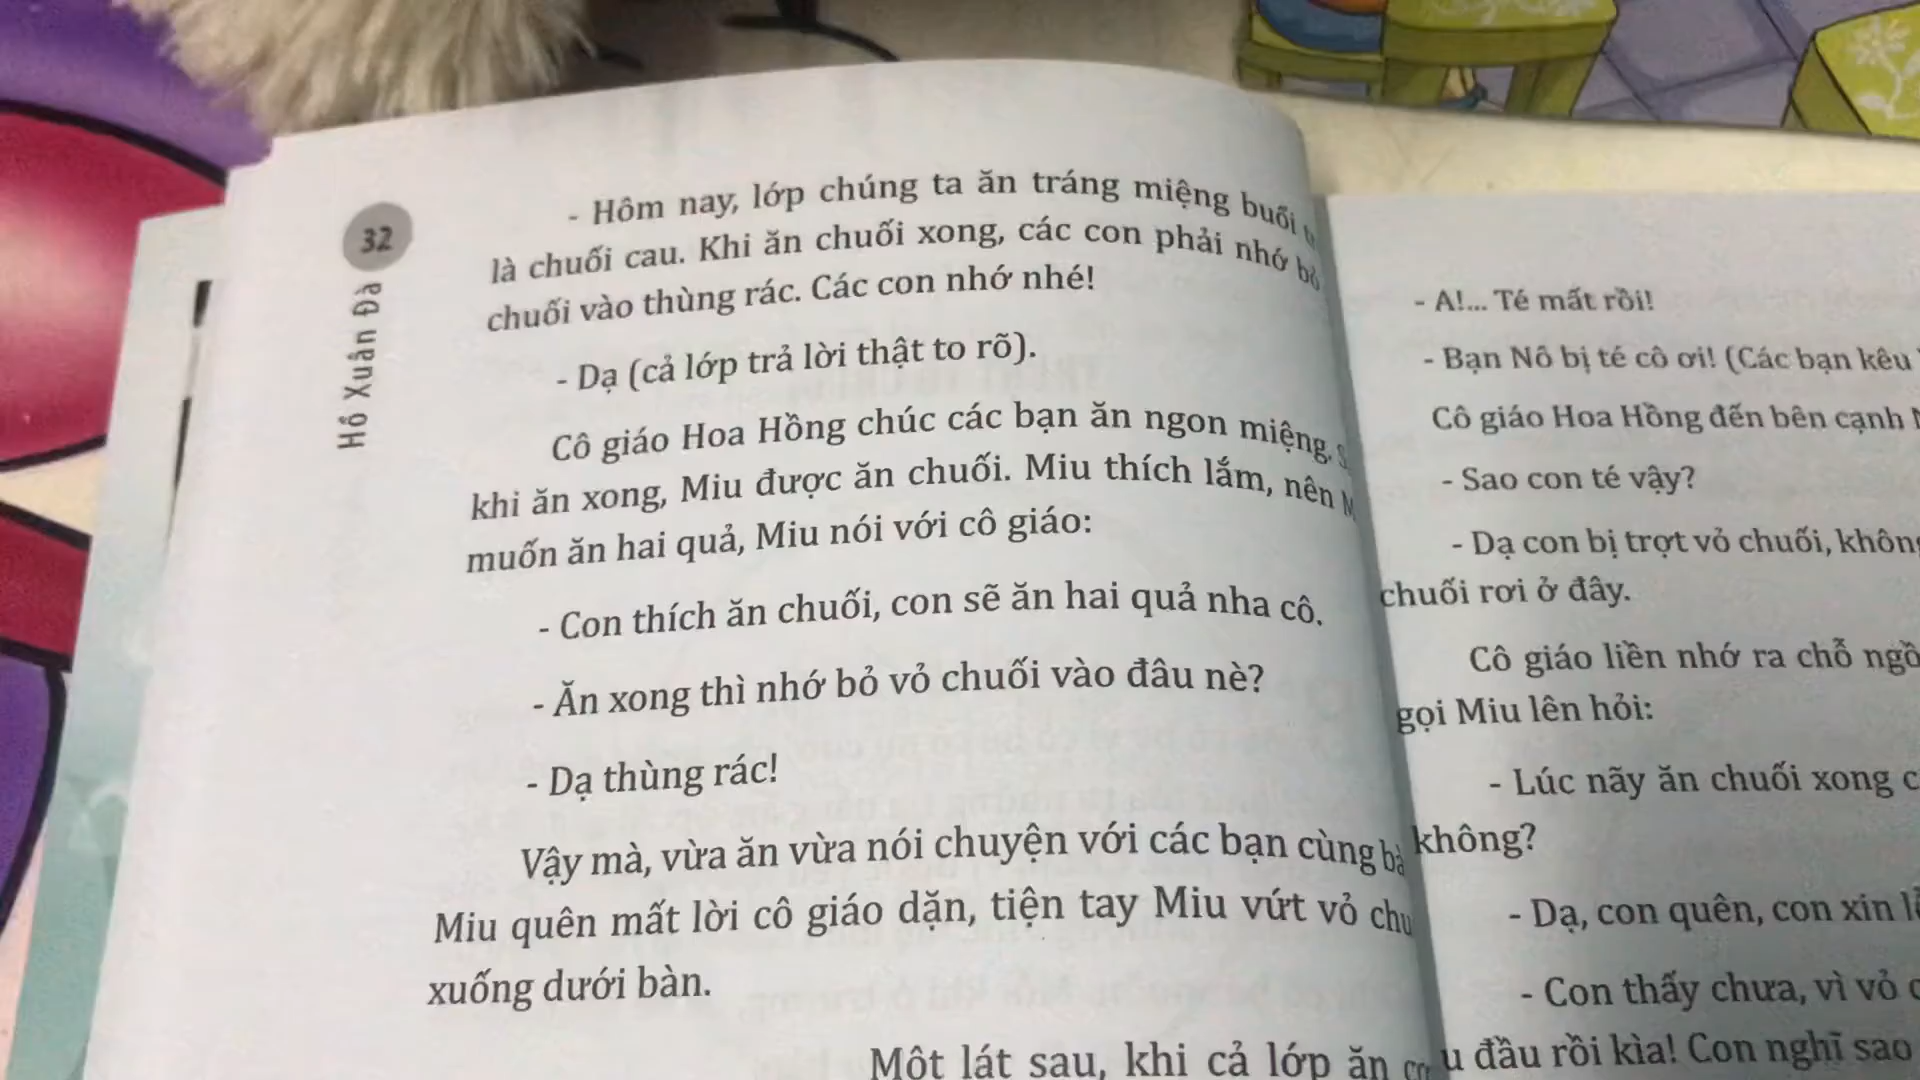 32
Hồ Xuân Đà
- Hôm nay, lớp chúng ta ăn tráng miệng buổi
là chuối cau. Khi ăn chuối xong, các con phải nhớ
chuối vào thùng rác. Các con nhớ nhé!
- Dạ (cả lớp trả lời thật to rõ).
Cô giáo Hoa Hồng chúc các bạn ăn ngon miệng.
khi ăn xong, Miu được ăn chuối. Miu thích lắm, nên
muốn ăn hai quả, Miu nói với cô giáo:
- Con thích ăn chuối, con sẽ ăn hai quả nha cô.
- Ăn xong thì nhớ bỏ vỏ chuối vào đâu nè?
- Dạ thùng rác!
Vậy mà, vừa ăn vừa nói chuyện với các bạn cùng
Miu quên mất lời cô giáo dặn, tiện tay Miu vứt vỏ
xuống dưới bàn.
Một lát sau, khi cả lớp ăn
- A!... Té mất rồi!
- Bạn Nô bị té cô ơi! (Các bạn kêu
Cô giáo Hoa Hồng đến bên cạnh
- Sao con té vậy?
- Dạ con bị trợt vỏ chuối,
chuối rơi ở đây.
Cô giáo liền nhớ ra chỗ
gọi Miu lên hỏi:
- Lúc nãy ăn chuối xong
không?
- Dạ, con quên, con xin
- Con thấy chưa, vì vỏ
u đầu rồi kìa! Con nghĩ sao